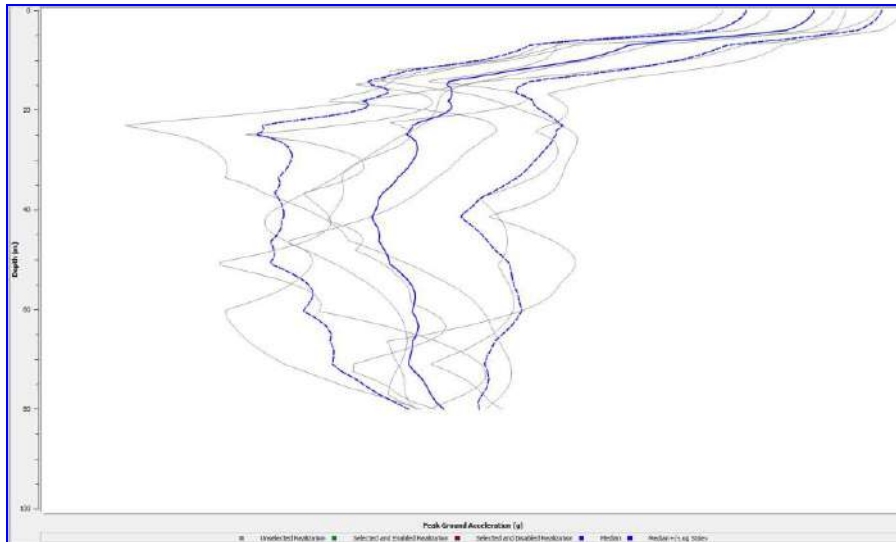 0
20
40
60
80
100
Depth (m)
Peak Ground Acceleration (g)
Unselected Realization Selected and Enabled Realization Selected and Disabled Realization Median